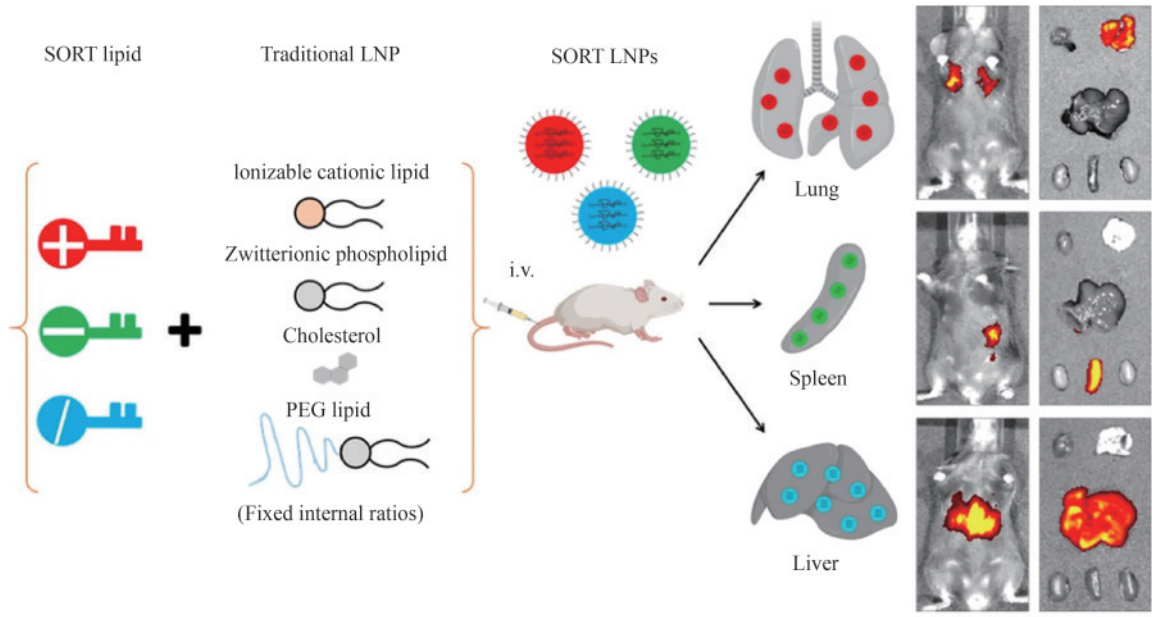 SORT lipid
Traditional LNP
SORT LNPs
Ionizable cationic lipid
Zwitterionic phospholipid
Cholesterol
PEG lipid
(Fixed internal ratios)
i.v.
Lung
Spleen
Liver